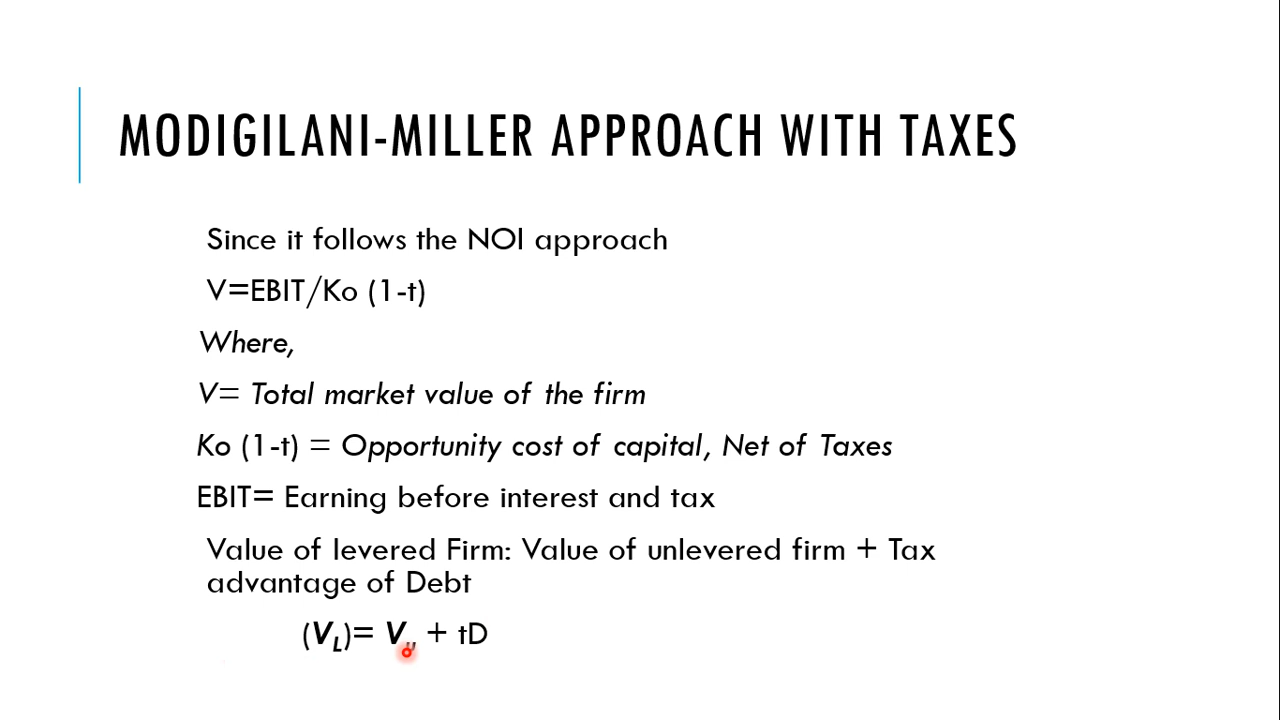 MODIGILANI-MILLER APPROACH WITH TAXES
Since it follows the NOI approach
V=EBIT/Ko (1-t)
Where,
V= Total market value of the firm
Ko (1-t) = Opportunity cost of capital, Net of Taxes
EBIT= Earning before interest and tax
Value of levered Firm: Value of unlevered firm + Tax
advantage of Debt
(VL)= Vu + tD